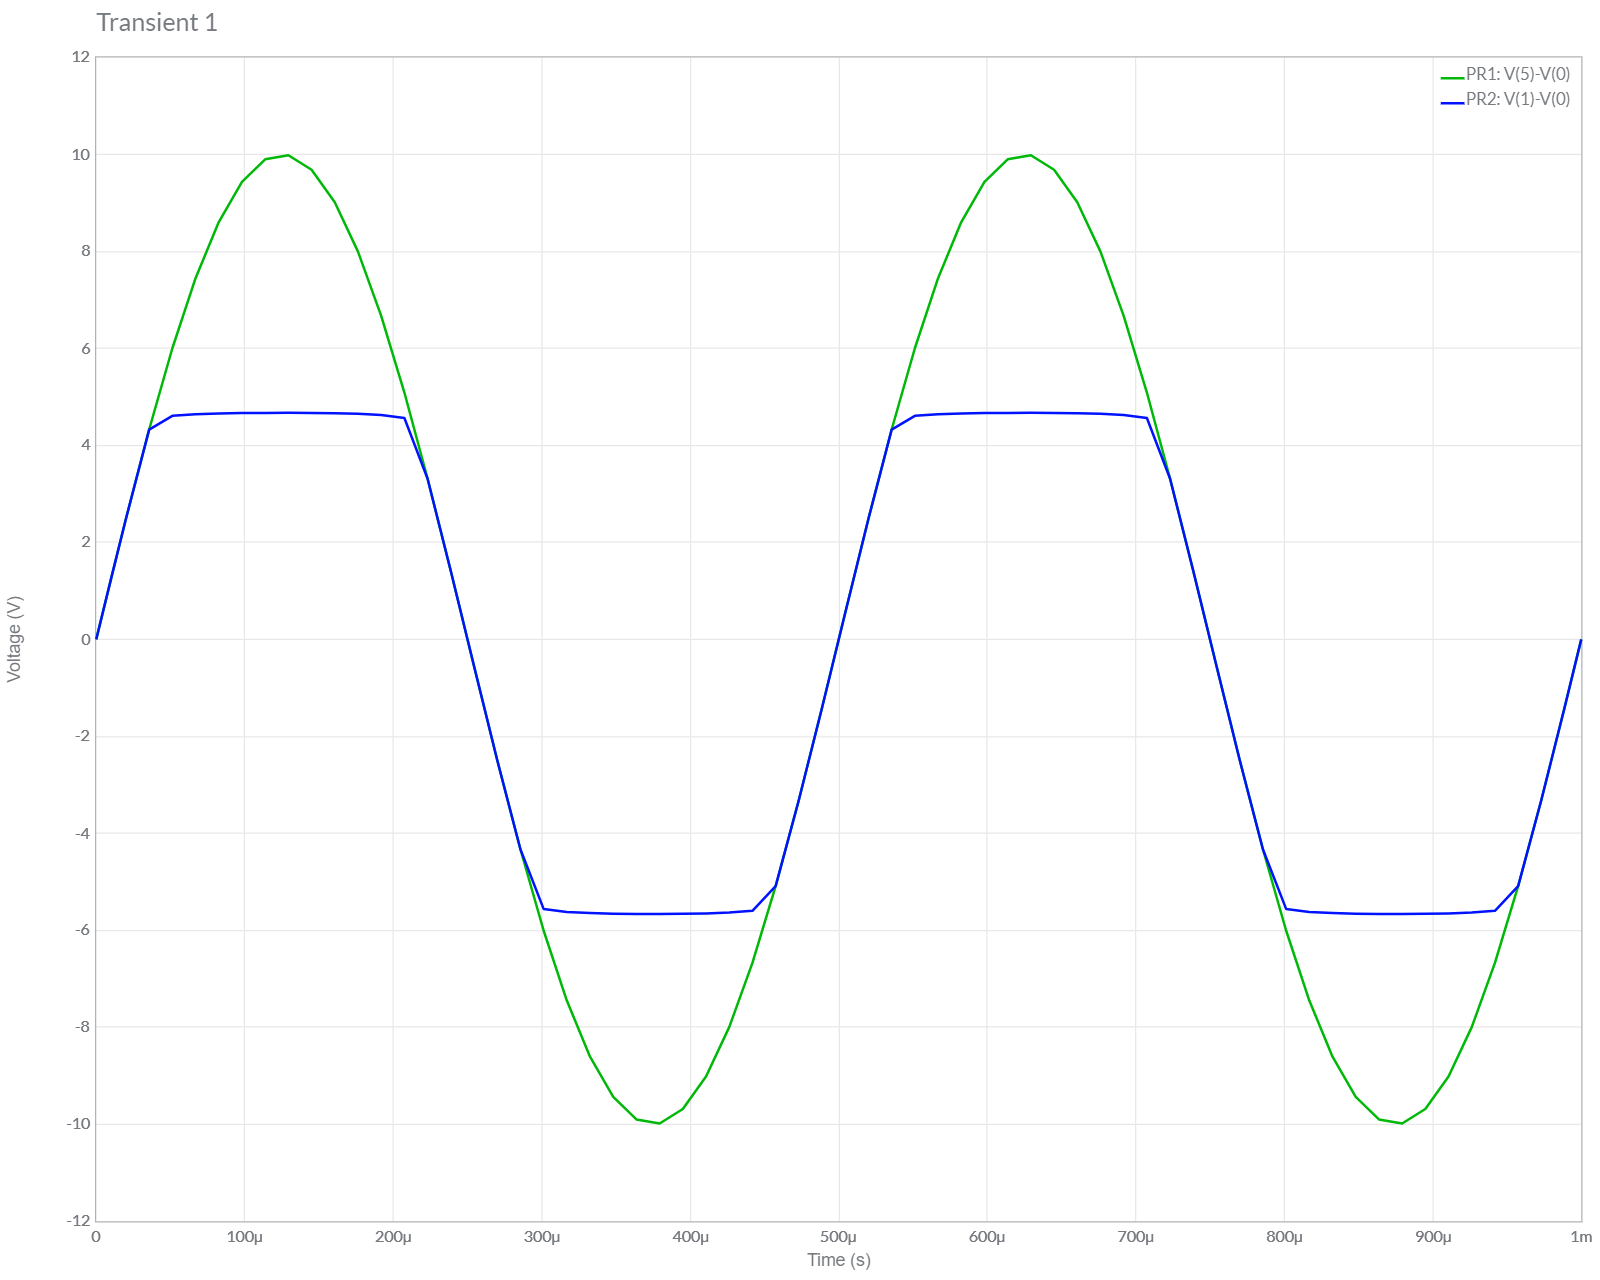 Transient 1
PR1: V(5)-V(0)
PR2: V(1)-V(0)
12
10
8
6
4
2
0
-2
-4
-6
-8
-10
-12
Voltage (V)
0 100µ 200µ 300µ 400µ 500µ 600µ 700µ 800µ 900µ 1m
Time (s)